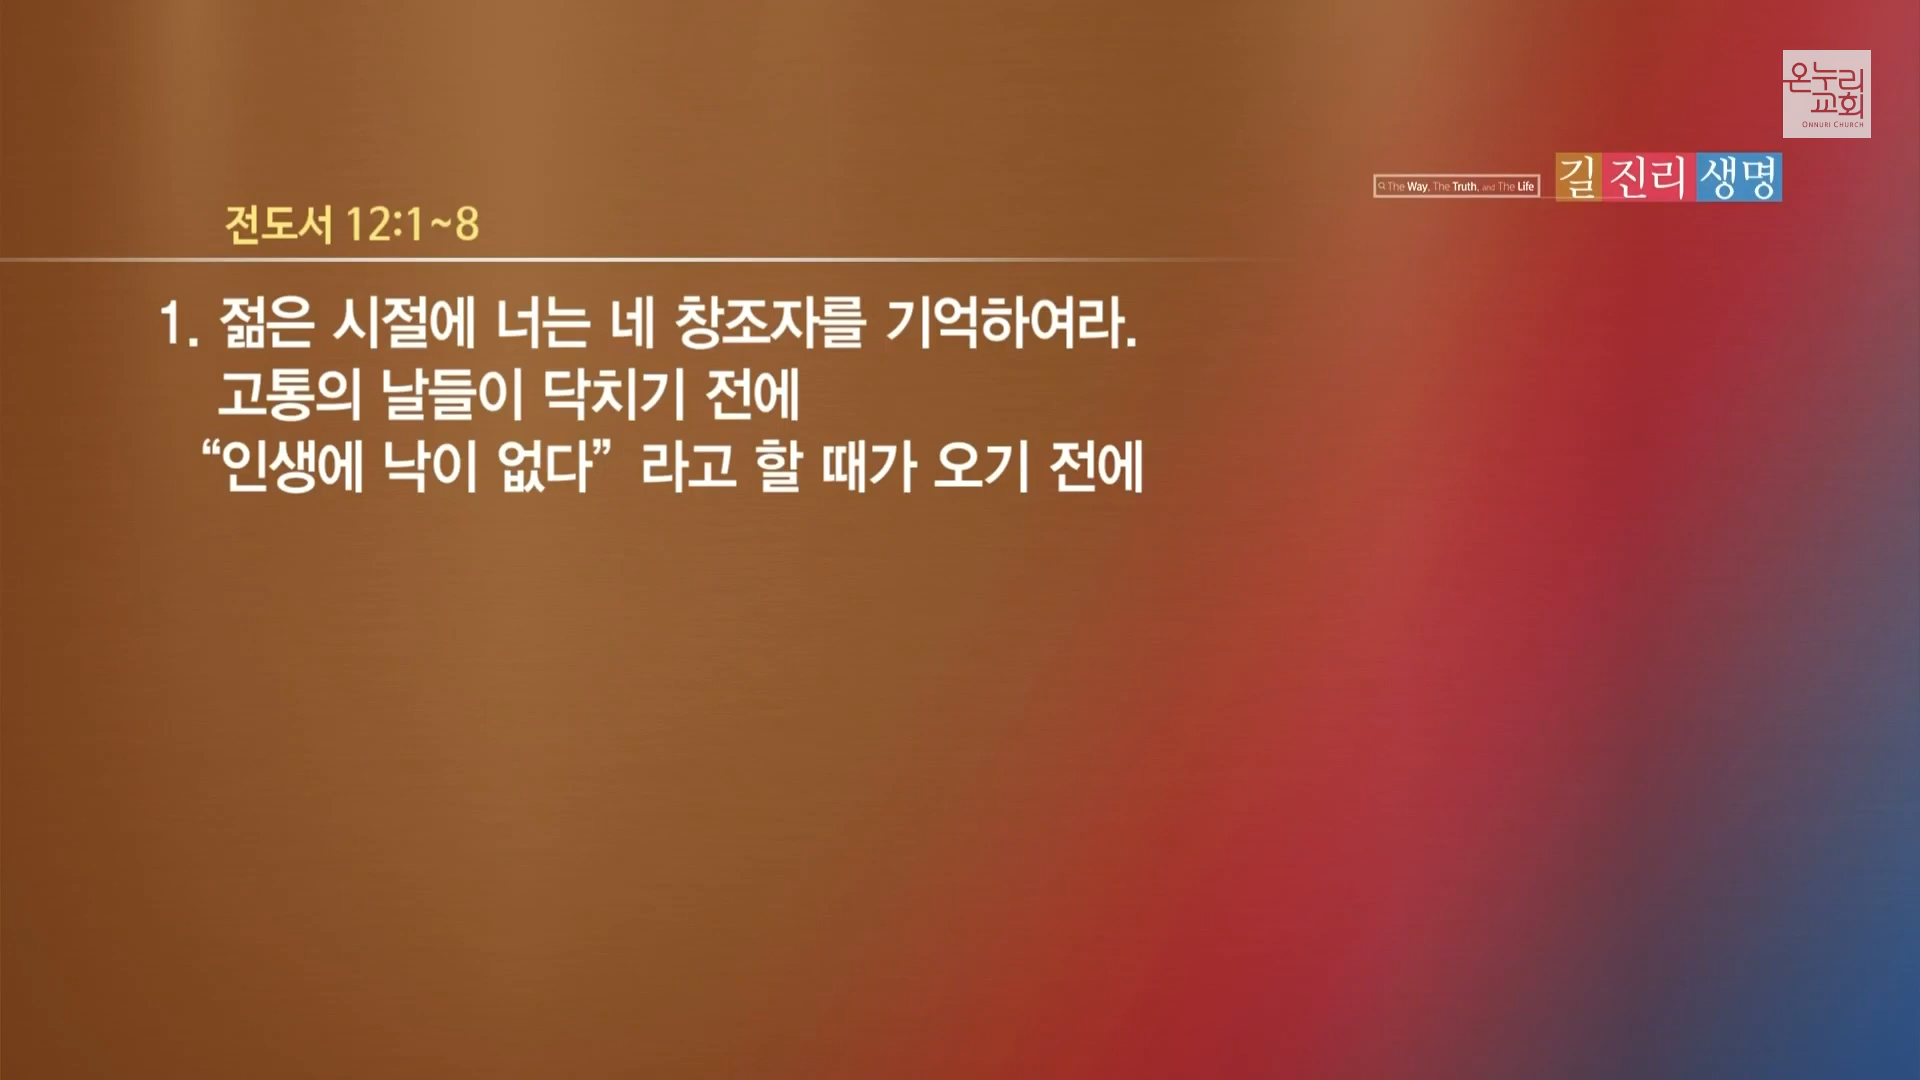 온누리
교회
ONNURI CHURCH
The Way, The Truth, and The Life
길 진리 생명
전도서 12:1~8
1. 젊은 시절에 너는 네 창조자를 기억하여라.
고통의 날들이 닥치기 전에
“인생에 낙이 없다” 라고 할 때가 오기 전에